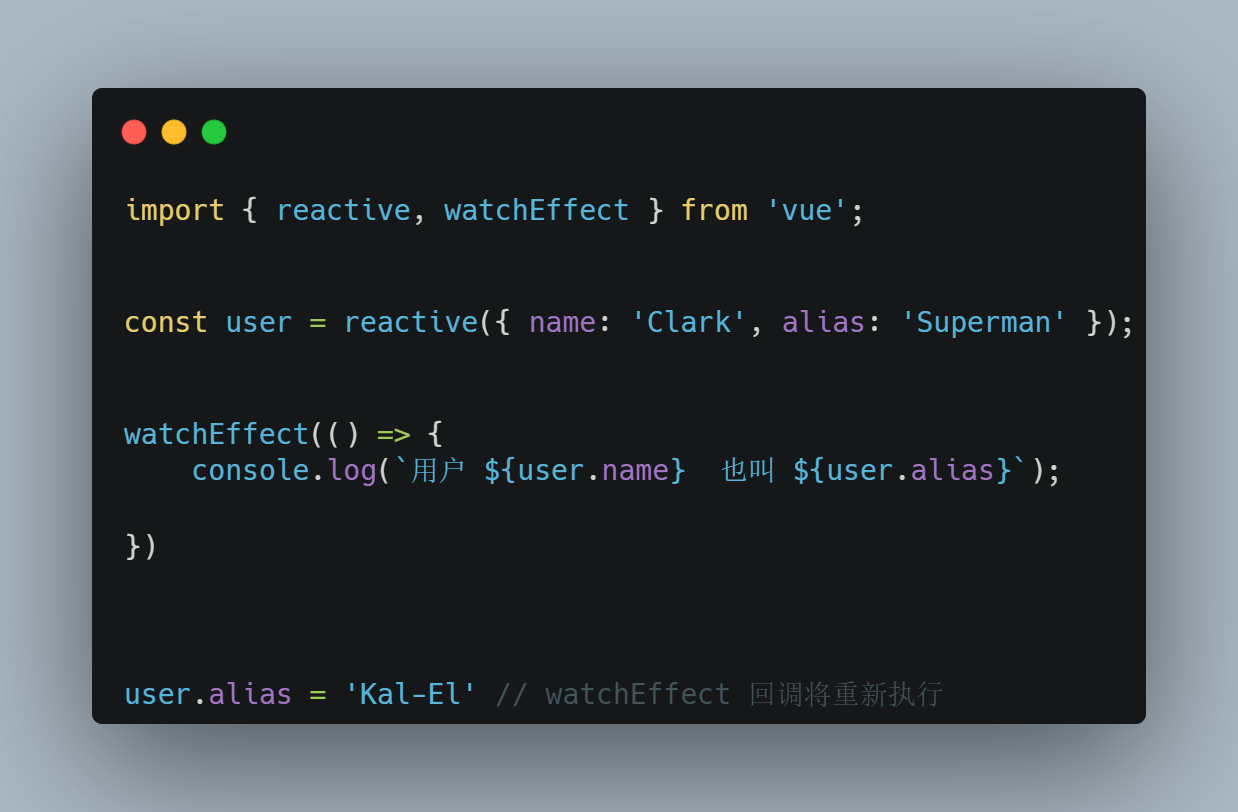 import { reactive, watchEffect } from 'vue';
const user = reactive({ name: 'Clark', alias: 'Superman' });
watchEffect(() => {
    console.log(`用户 ${user.name}  也叫 ${user.alias}`);
})
user.alias = 'Kal-El' // watchEffect 回调将重新执行